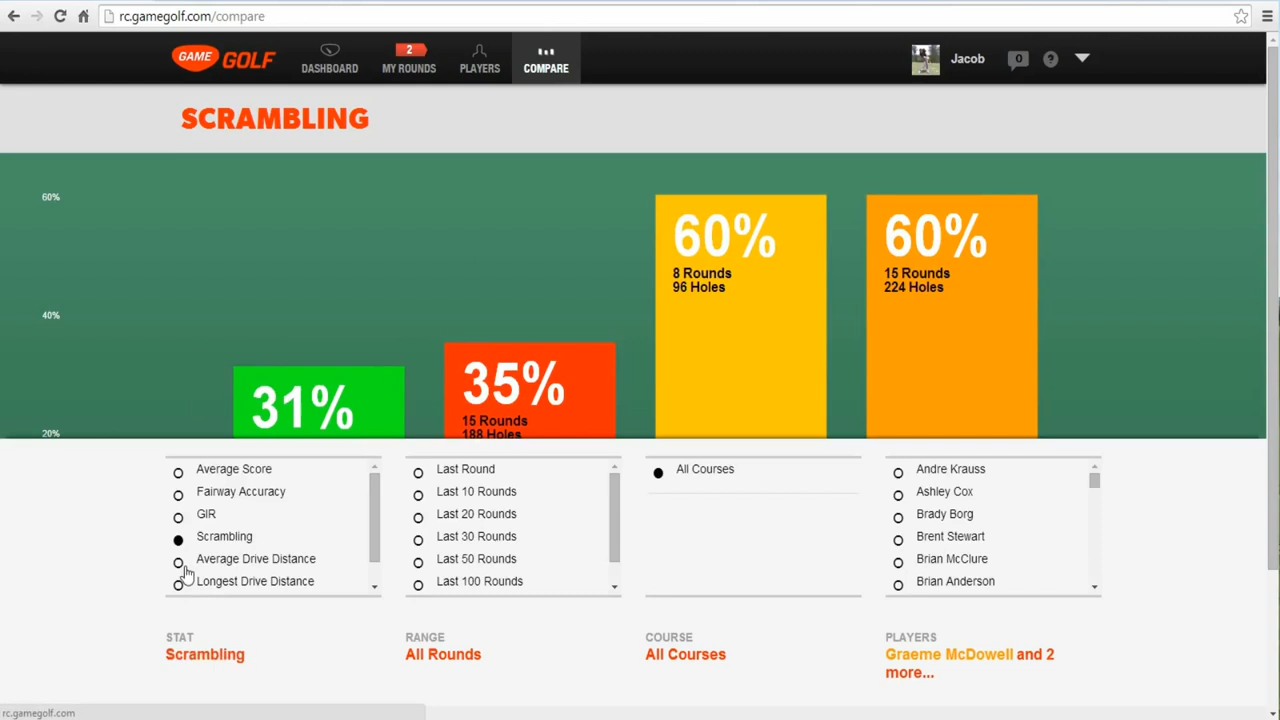 rc.gamegolf.com/compare
GAME GOLF
DASHBOARD
2
MY ROUNDS
PLAYERS
COMPARE
Jacob
0
?
SCRAMBLING
60%
40%
20%
31%
35%
15 Rounds
188 Holes
60%
8 Rounds
96 Holes
60%
15 Rounds
224 Holes
Average Score
Fairway Accuracy
GIR
Scrambling
Average Drive Distance
Longest Drive Distance
Last Round
Last 10 Rounds
Last 20 Rounds
Last 30 Rounds
Last 50 Rounds
Last 100 Rounds
All Courses
Andre Krauss
Ashley Cox
Brady Borg
Brent Stewart
Brian McClure
Brian Anderson
STAT
Scrambling
RANGE
All Rounds
COURSE
All Courses
PLAYERS
Graeme McDowell and 2
more...
rc.gamegolf.com